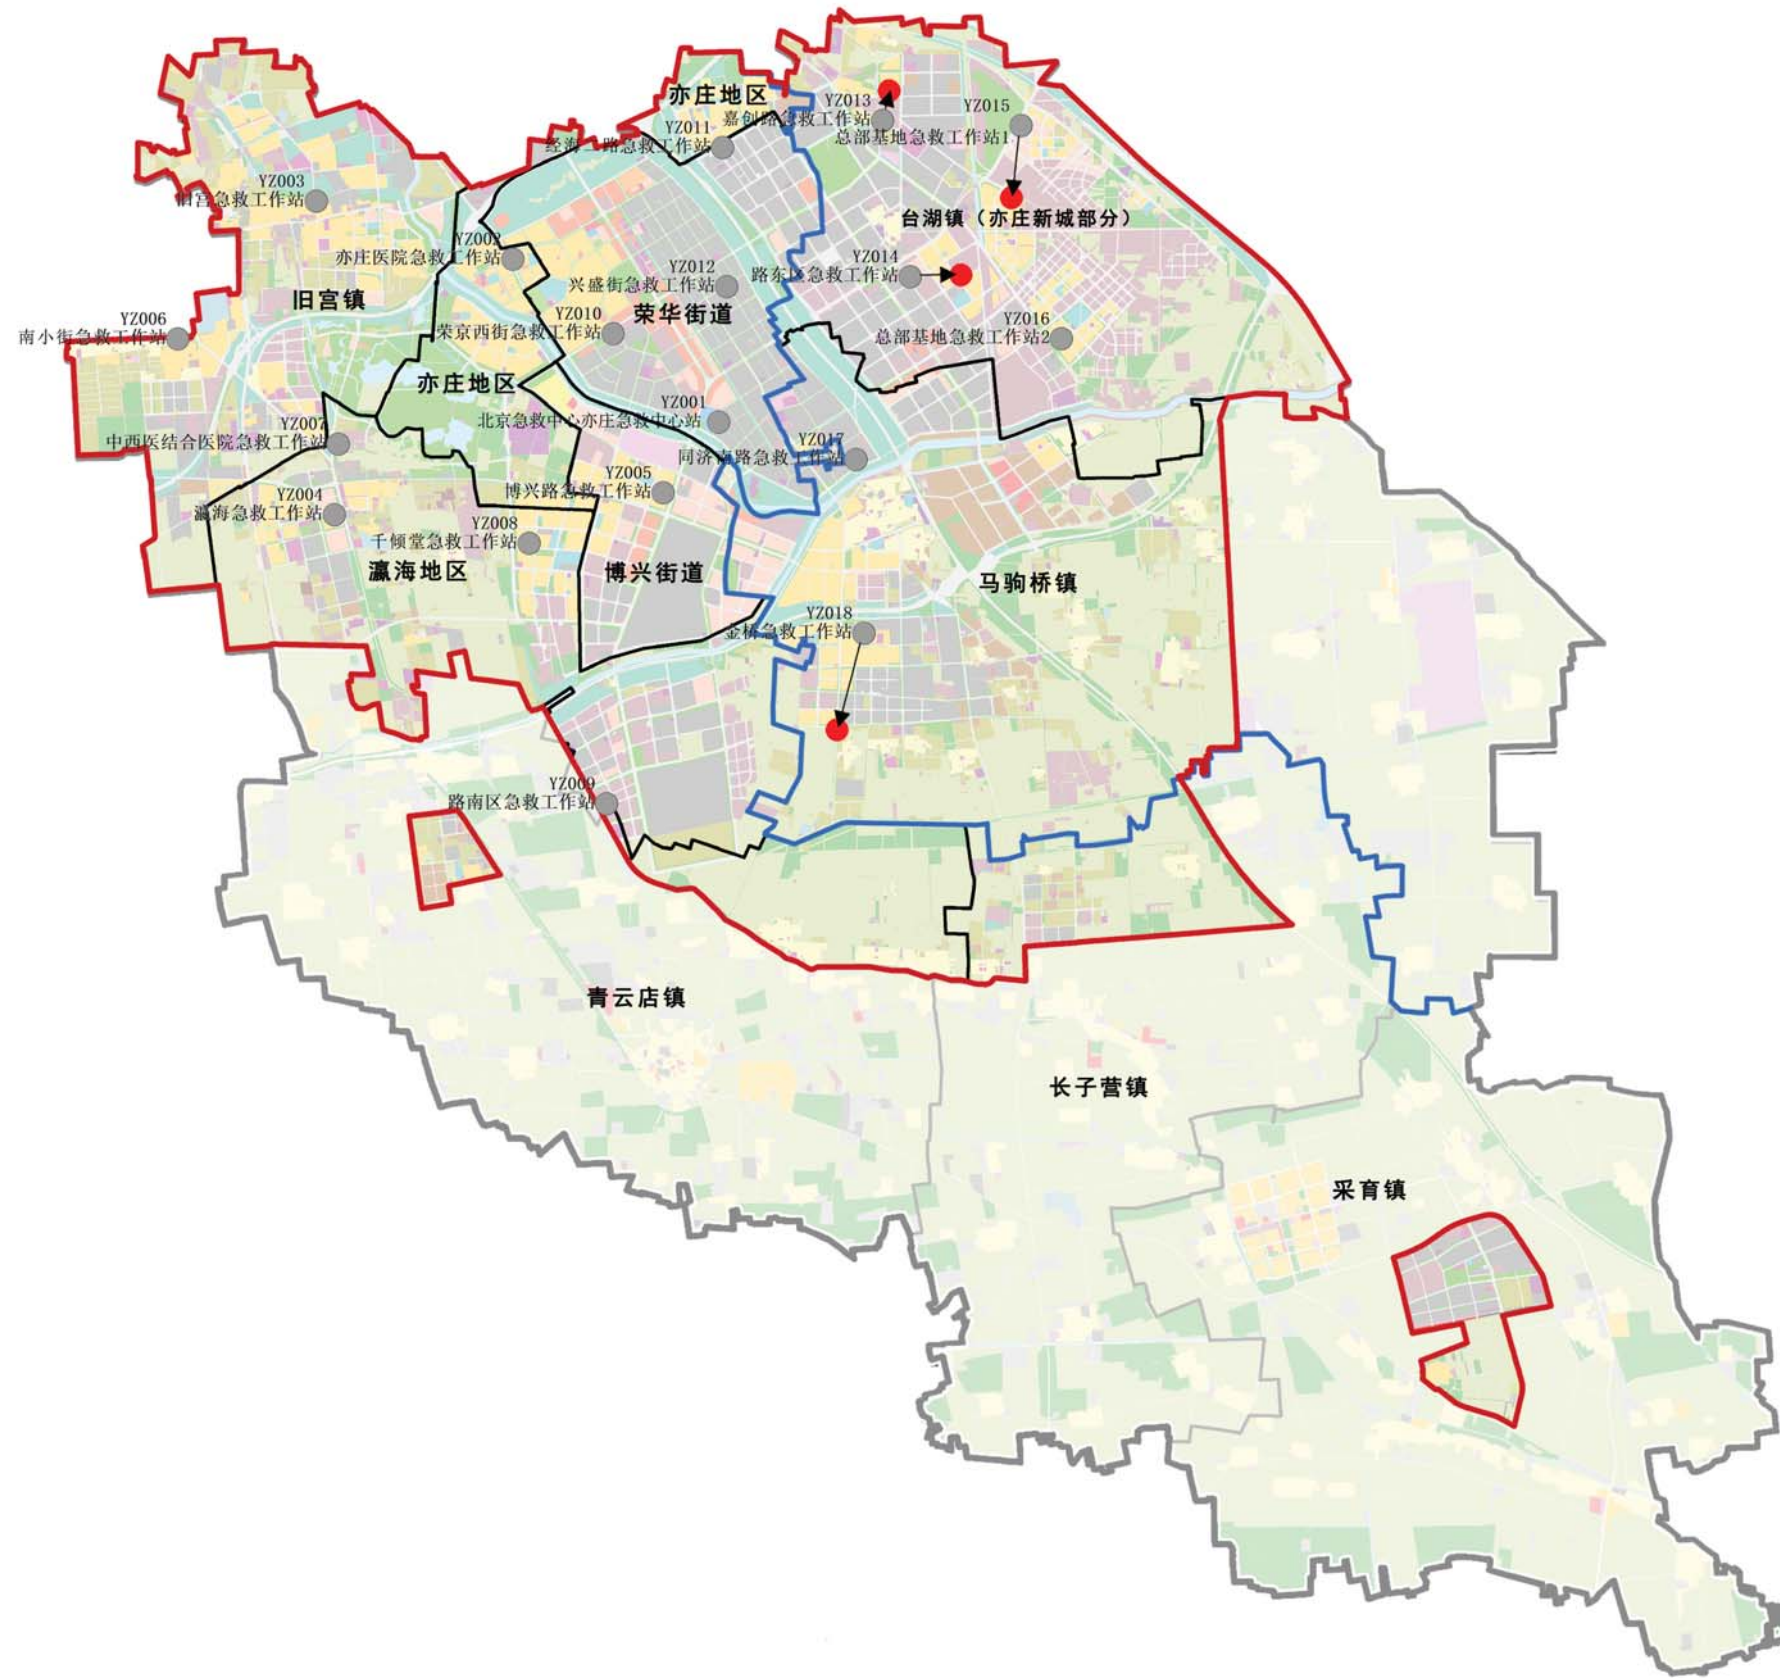 亦庄地区
YZ013
嘉创路急救工作站
YZ015
总部基地急救工作站1
YZ011
经海二路急救工作站
YZ003
旧宫急救工作站
台湖镇（亦庄新城部分）
YZ002
亦庄医院急救工作站
YZ012
兴盛街急救工作站
YZ014
路东区急救工作站
旧宫镇
荣华街道
YZ006
南小街急救工作站
YZ010
荣京西街急救工作站
YZ016
总部基地急救工作站2
亦庄地区
YZ001
北京急救中心亦庄急救中心站
YZ007
中西医结合医院急救工作站
YZ017
同济南路急救工作站
YZ005
博兴路急救工作站
YZ004
瀛海急救工作站
YZ008
千倾堂急救工作站
瀛海地区
博兴街道
马驹桥镇
YZ018
金桥急救工作站
YZ009
路南区急救工作站
青云店镇
长子营镇
采育镇